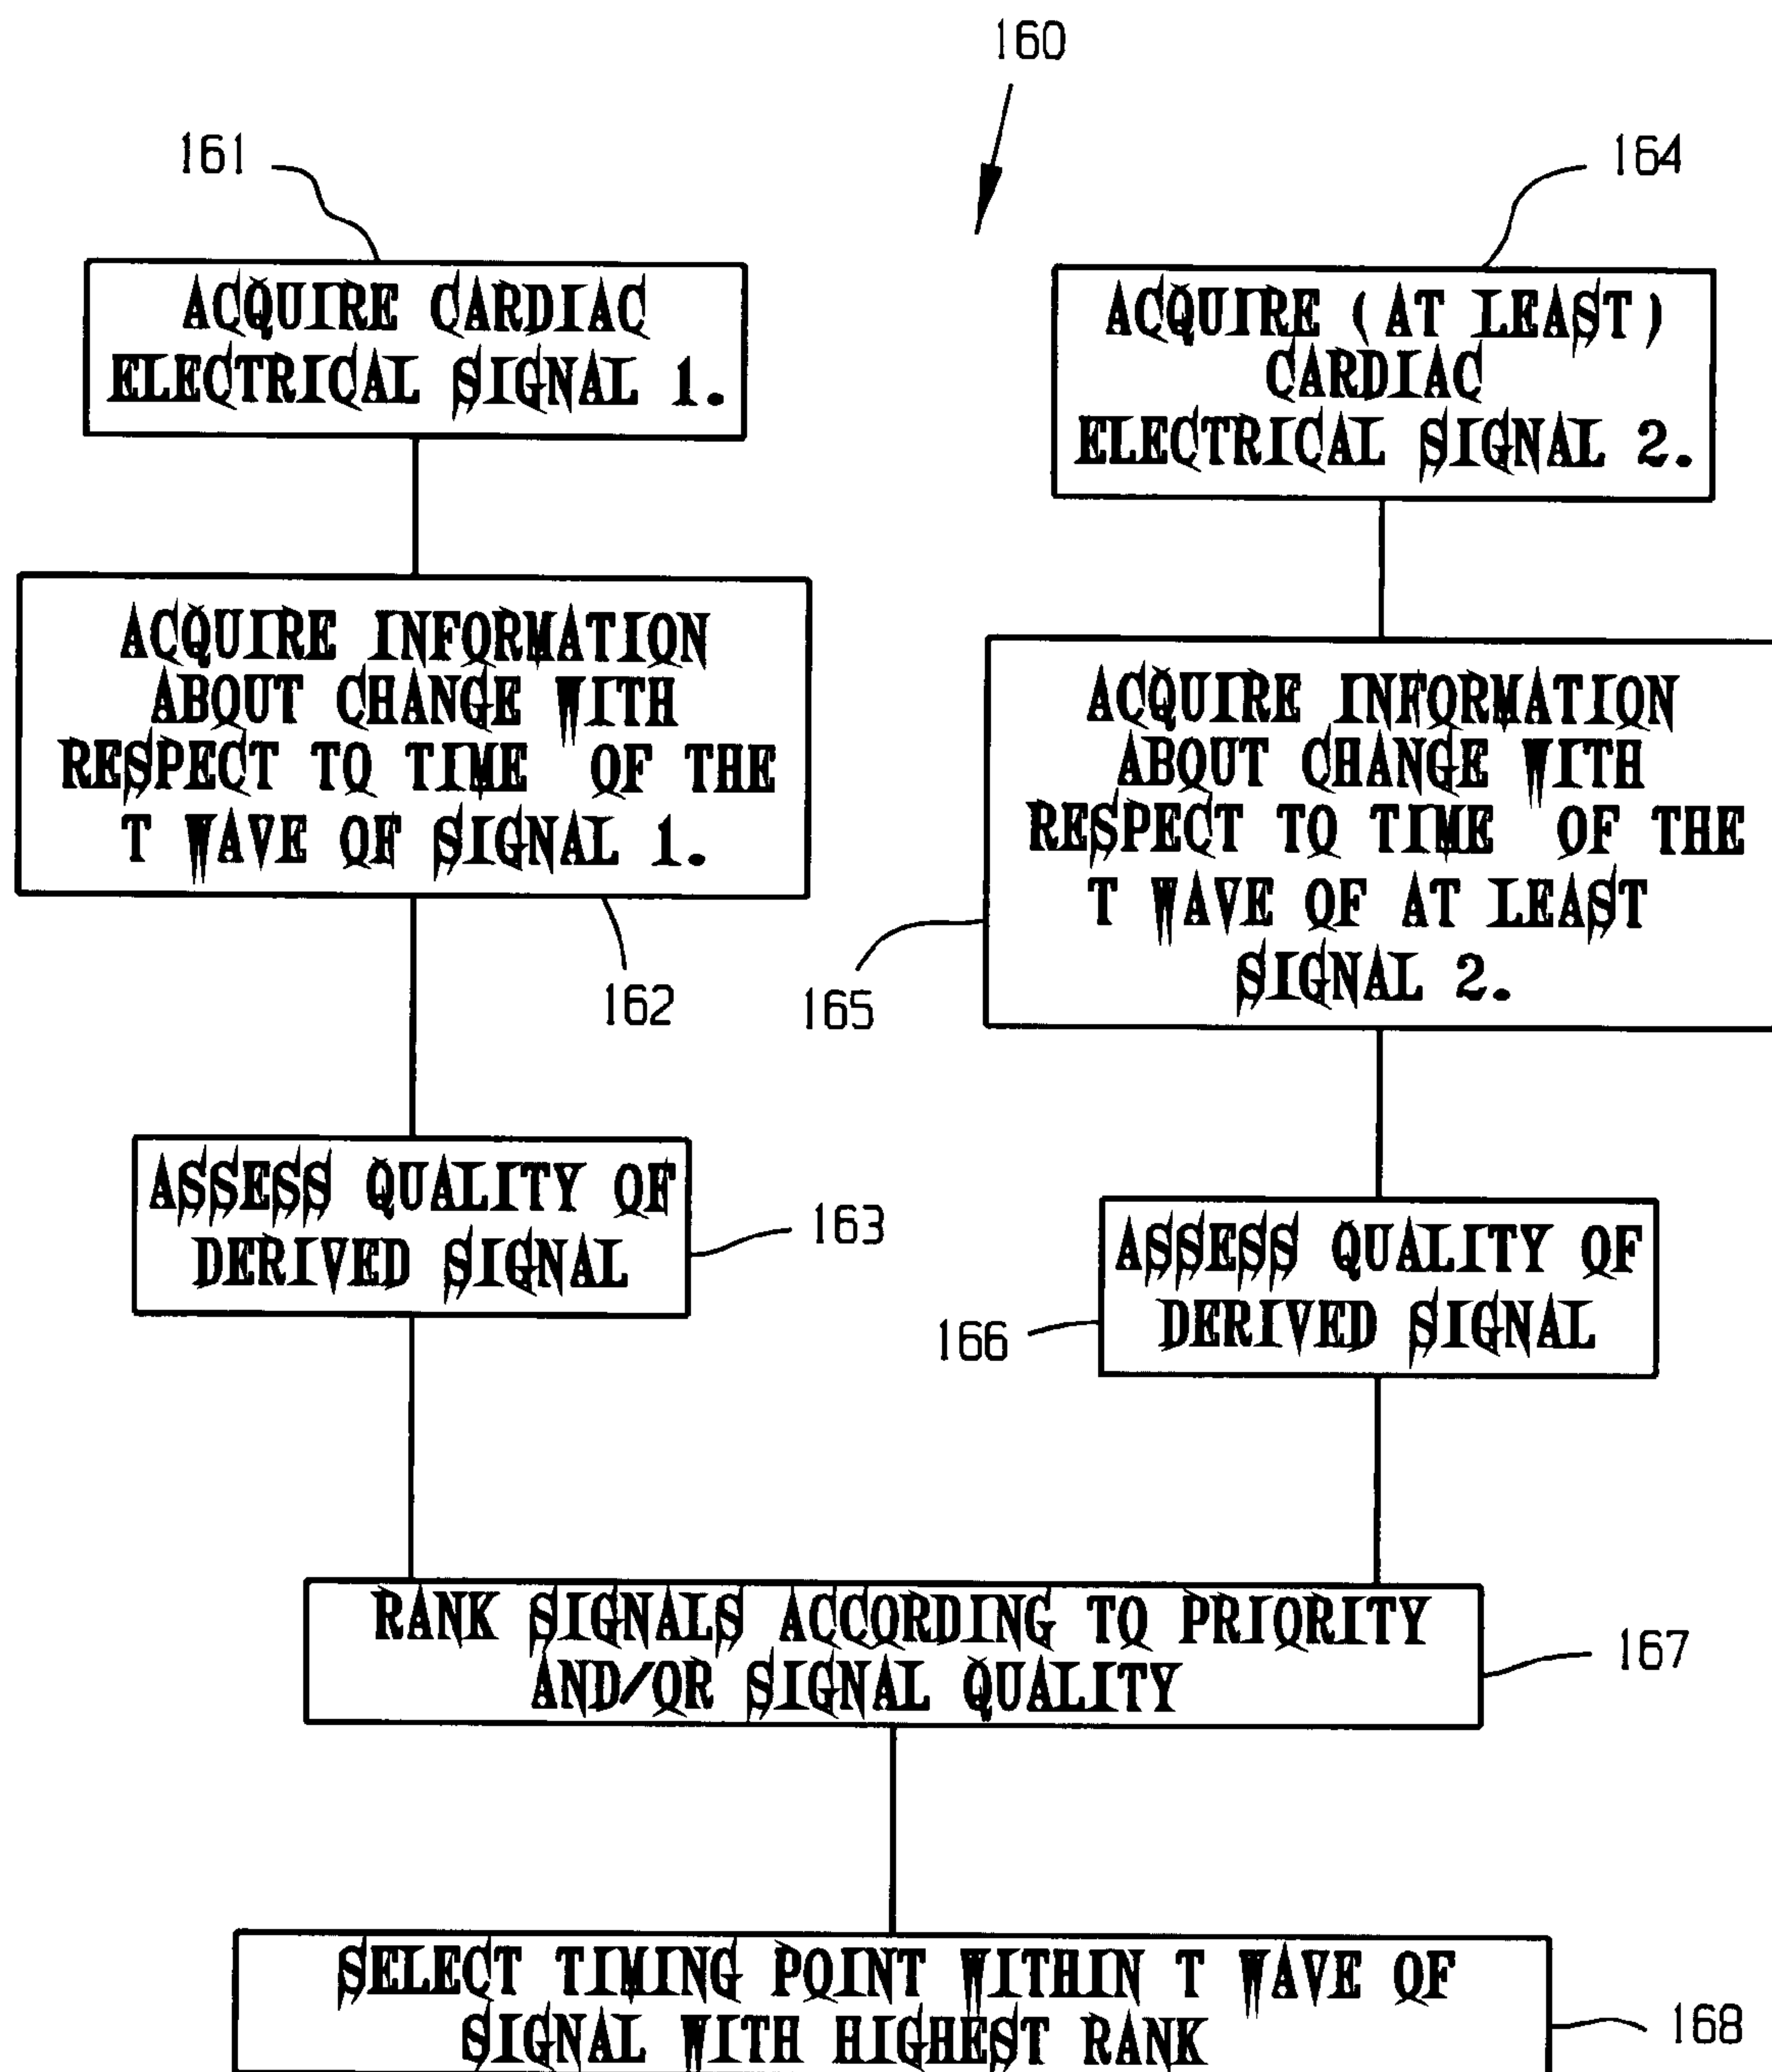 160
161
ACQUIRE CARDIAC
ELECTRICAL SIGNAL 1.
164
ACQUIRE (AT LEAST)
CARDIAC
ELECTRICAL SIGNAL 2.
ACQUIRE INFORMATION
ABOUT CHANGE WITH
RESPECT TO TIME OF THE
T WAVE OF SIGNAL 1.
162
ACQUIRE INFORMATION
ABOUT CHANGE WITH
RESPECT TO TIME OF THE
T WAVE OF AT LEAST
SIGNAL 2.
165
ASSESS QUALITY OF
DERIVED SIGNAL
163
ASSESS QUALITY OF
DERIVED SIGNAL
166
RANK SIGNALS ACCORDING TO PRIORITY
AND/OR SIGNAL QUALITY
167
SELECT TIMING POINT WITHIN T WAVE OF
SIGNAL WITH HIGHEST RANK
168